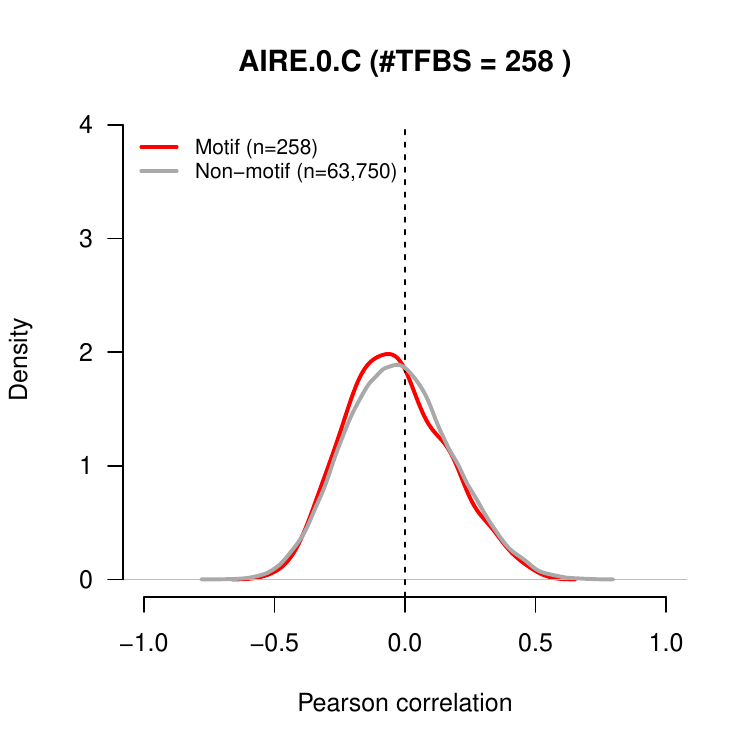 AIRE.0.C (#TFBS = 258 )
4
3
2
1
0
Density
Motif (n=258)
Non−motif (n=63,750)
−1.0 −0.5 0.0 0.5 1.0
Pearson correlation